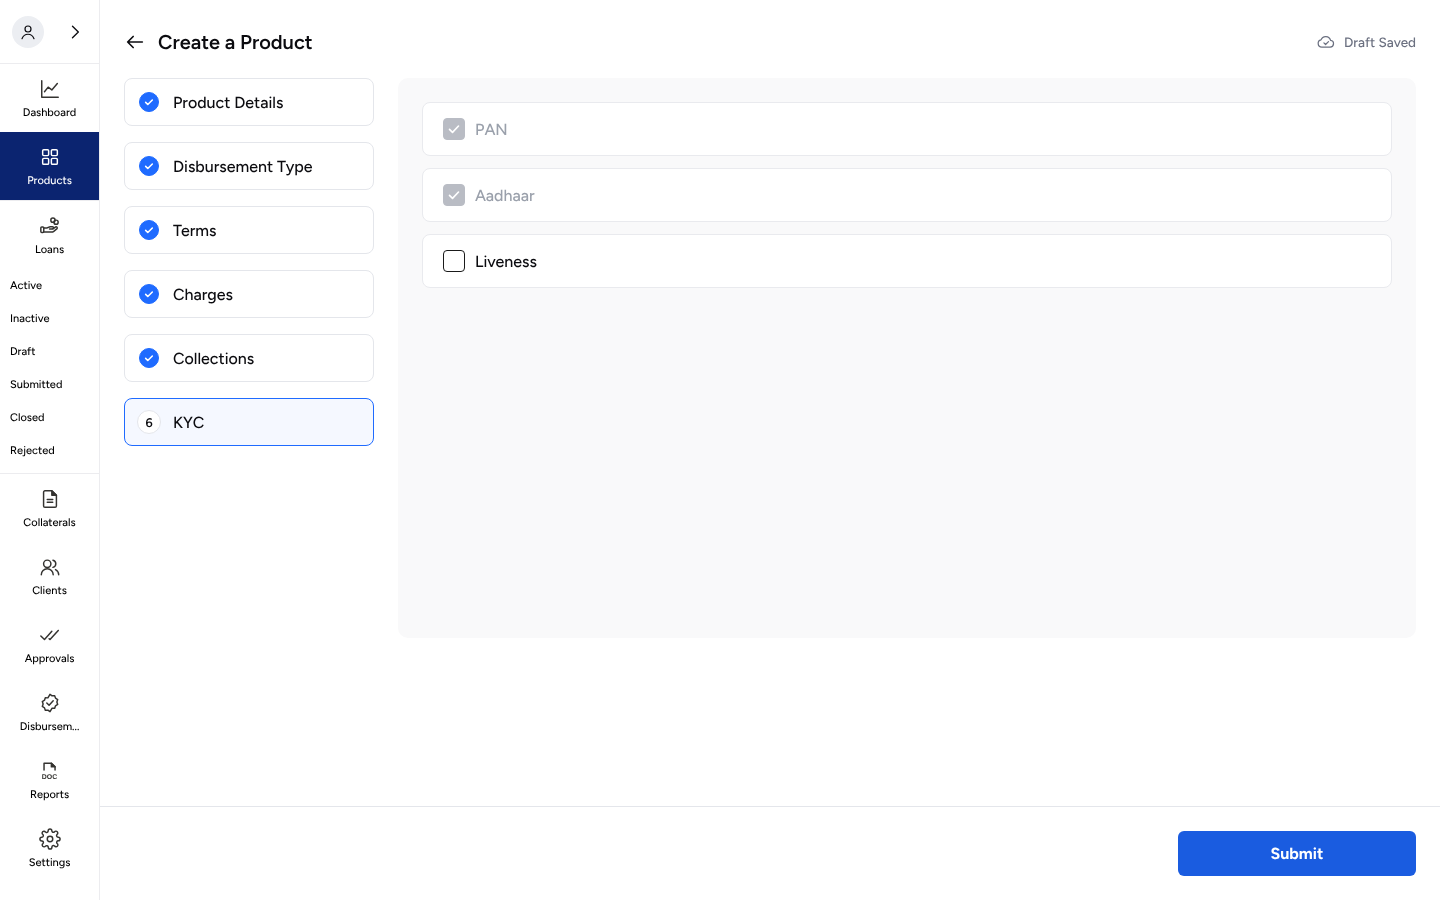 Create a Product
Draft Saved
Dashboard
Products
Loans
Active
Inactive
Draft
Submitted
Closed
Rejected
Collaterals
Clients
Approvals
Disbursem...
DOC
Reports
Settings
Product Details
Disbursement Type
Terms
Charges
Collections
6 KYC
PAN
Aadhaar
Liveness
Submit